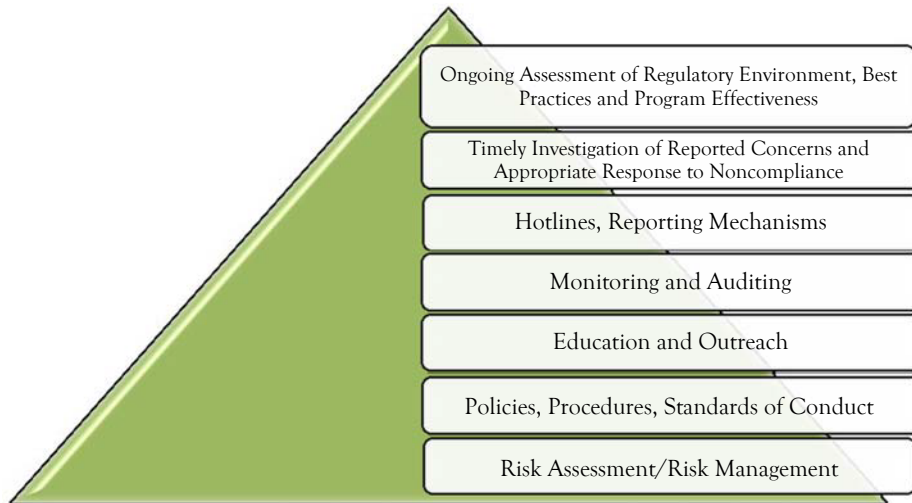 Ongoing Assessment of Regulatory Environment, Best
Practices and Program Effectiveness
Timely Investigation of Reported Concerns and
Appropriate Response to Noncompliance
Hotlines, Reporting Mechanisms
Monitoring and Auditing
Education and Outreach
Policies, Procedures, Standards of Conduct
Risk Assessment/Risk Management